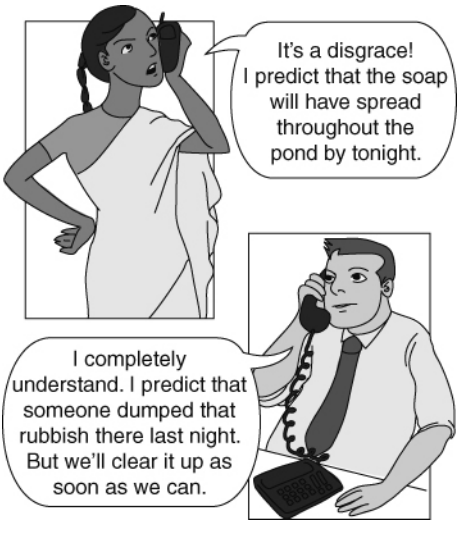 It's a disgrace!
I predict that the soap
will have spread
throughout the
pond by tonight.
I completely
understand. I predict that
someone dumped that
rubbish there last night.
But we'll clear it up as
soon as we can.